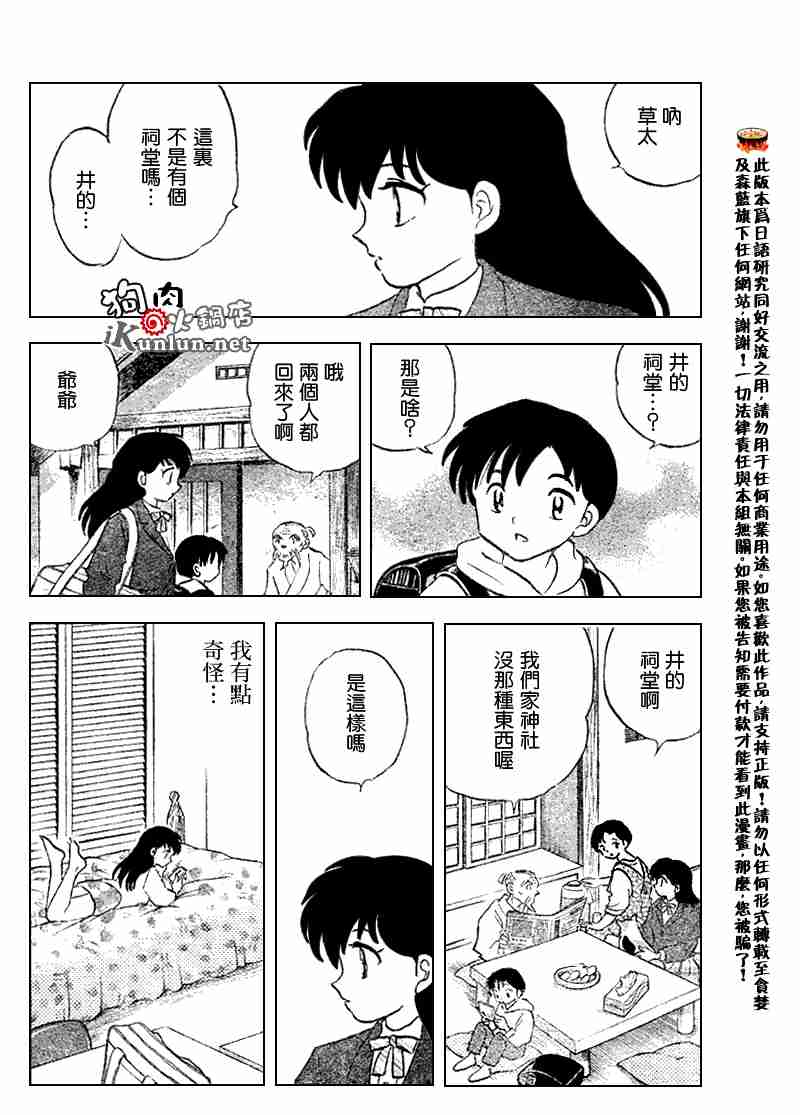 吶
草太
這裏
不是有個
祠堂嗎…
井的…
狗肉
火鍋店
iKunlun.net
井的
祠堂…?
那是啥?
哦
兩個人都
回來了啊
爺爺
井的
祠堂啊
我們家神社
沒那種東西喔
是這樣嗎
我有點
奇怪…
此版本爲日語研究同好交流之用，請勿用于任何商業用途。如您喜歡此作品，請支持正版！請勿以任何形式轉載至貪婪
及森藍旗下任何網站，謝謝！一切法律責任與本組無關。如果您被告知需要付款才能看到此漫畫，那麽，您被騙了！